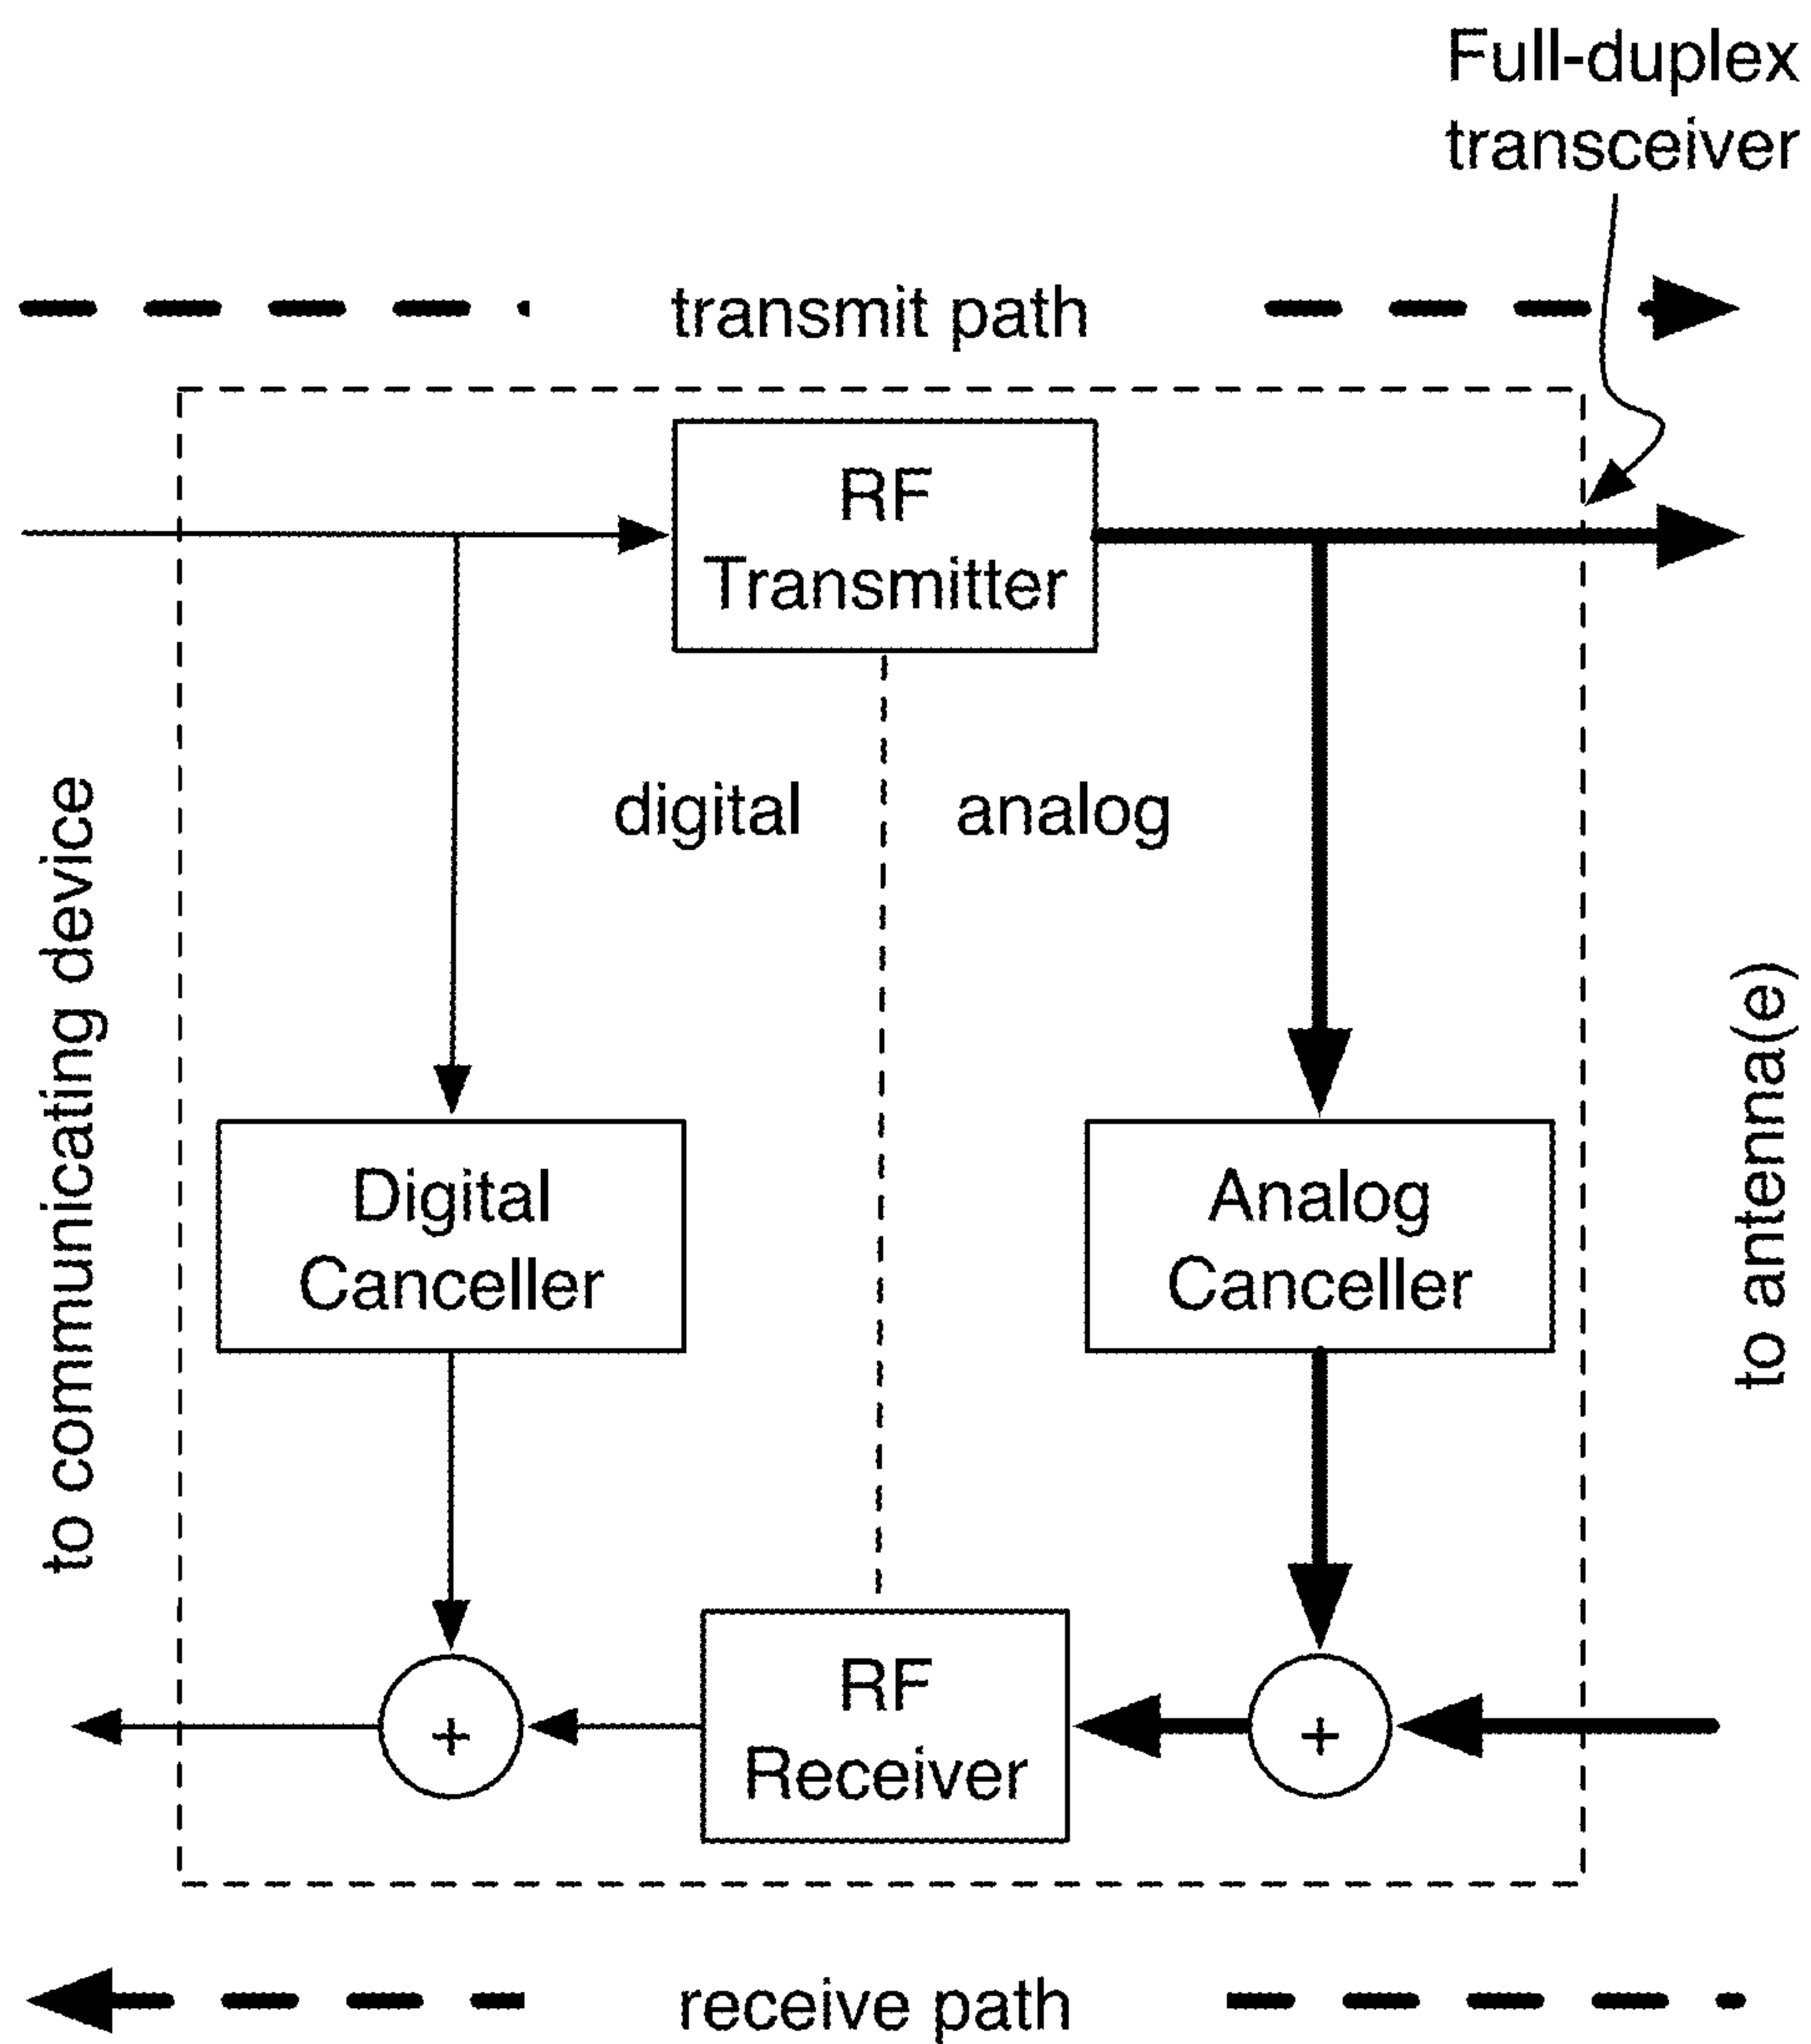 Full-duplex
transceiver
transmit path
RF
Transmitter
digital
analog
to communicating device
to antenna(e)
Digital
Canceller
Analog
Canceller
+
RF
Receiver
+
receive path